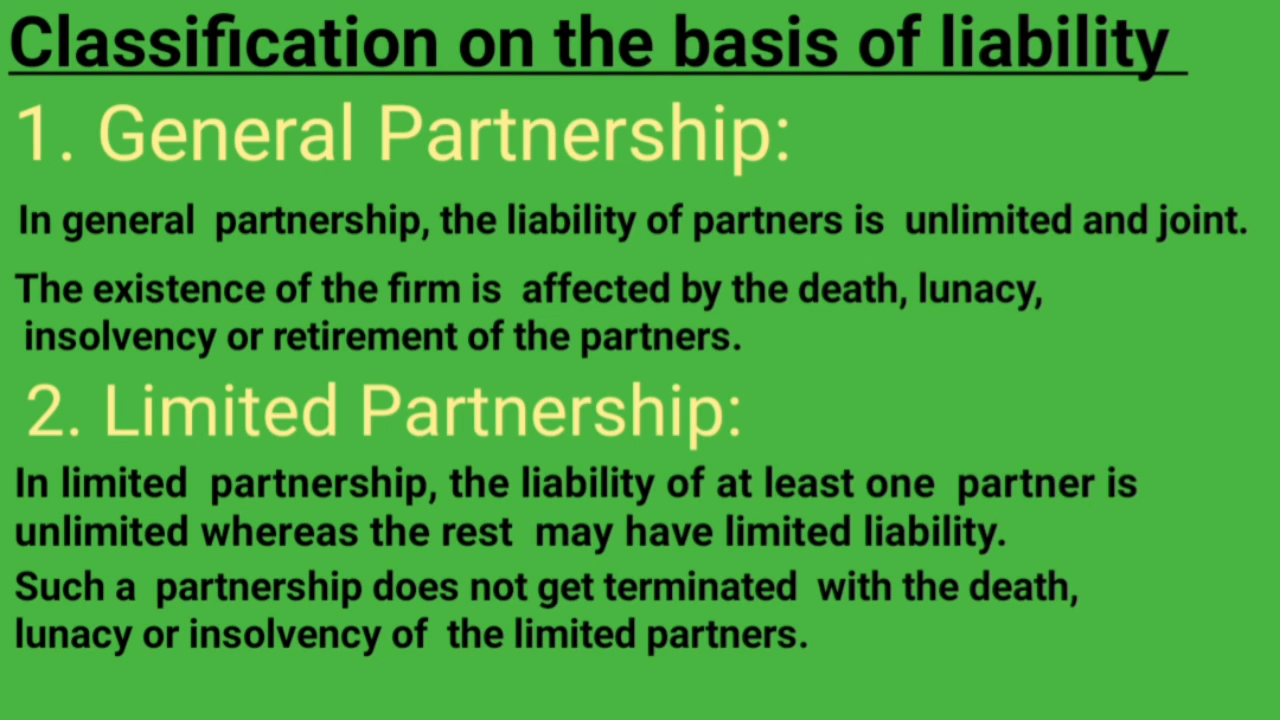 Classification on the basis of liability
1. General Partnership:
In general partnership, the liability of partners is unlimited and joint.
The existence of the firm is affected by the death, lunacy,
insolvency or retirement of the partners.
2. Limited Partnership:
In limited partnership, the liability of at least one partner is
unlimited whereas the rest may have limited liability.
Such a partnership does not get terminated with the death,
lunacy or insolvency of the limited partners.